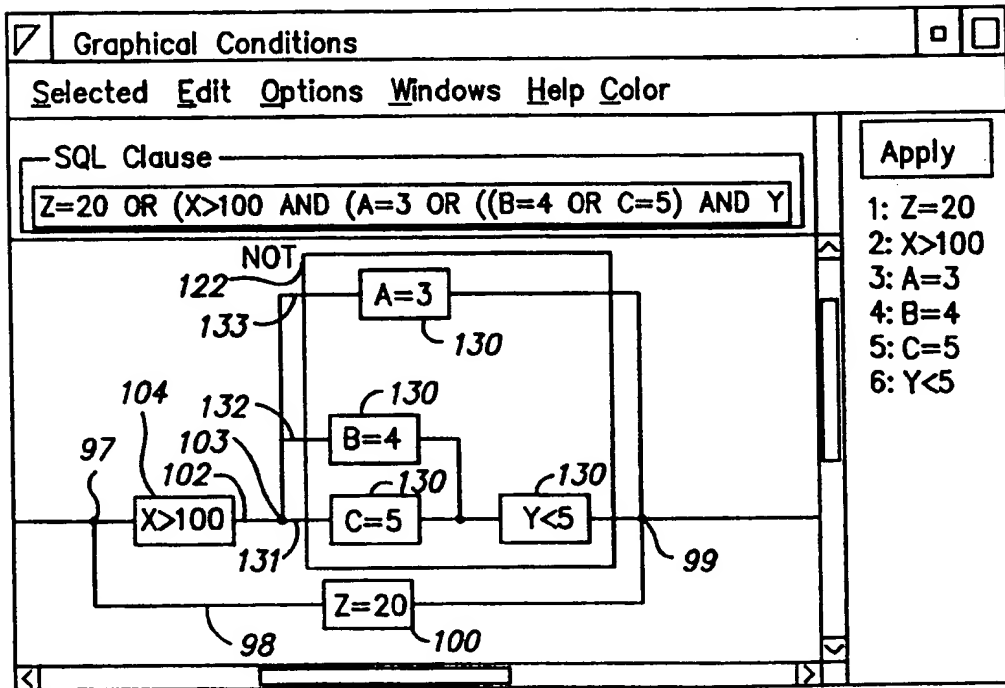 Graphical Conditions
Selected Edit Options Windows Help Color
SQL Clause
Z=20 OR (X>100 AND (A=3 OR ((B=4 OR C=5) AND Y
Apply
1: Z=20
2: X>100
3: A=3
4: B=4
5: C=5
6: Y<5
NOT
122
A=3
133
130
104
130
132
103
B=4
97
102
130
130
X>100
C=5
Y<5
131
99
Z=20
98
100